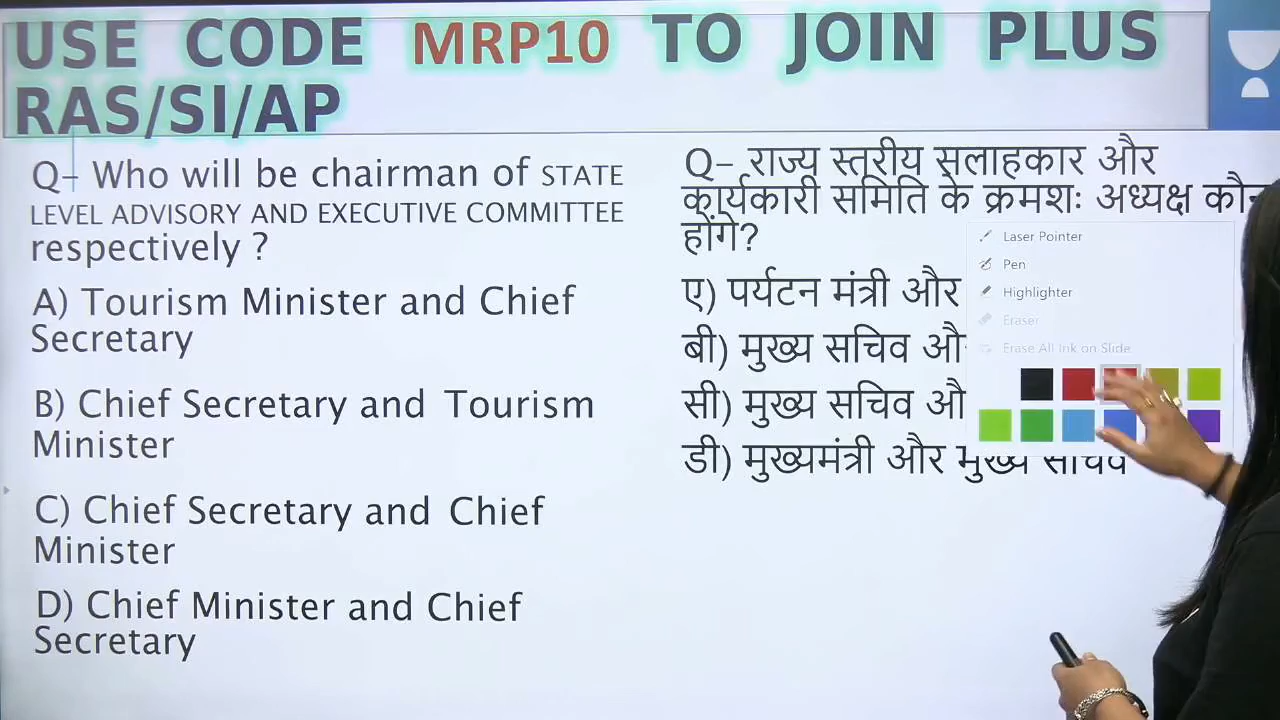 USE CODE MRP10 TO JOIN PLUS
RAS/SI/AP
Q- Who will be chairman of STATE
LEVEL ADVISORY AND EXECUTIVE COMMITTEE
respectively ?
A) Tourism Minister and Chief
Secretary
B) Chief Secretary and Tourism
Minister
C) Chief Secretary and Chief
Minister
D) Chief Minister and Chief
Secretary
Q- राज्य स्तरीय सलाहकार और
कार्यकारी समिति के क्रमशः अध्यक्ष
होंगे?
ए) पर्यटन मंत्री और
बी) मुख्य सचिव
सी) मुख्य सचिव
डी) मुख्यमंत्री और मुख्य सचिव
Laser Pointer
Pen
Highlighter
Eraser
Erase All Ink on Slide